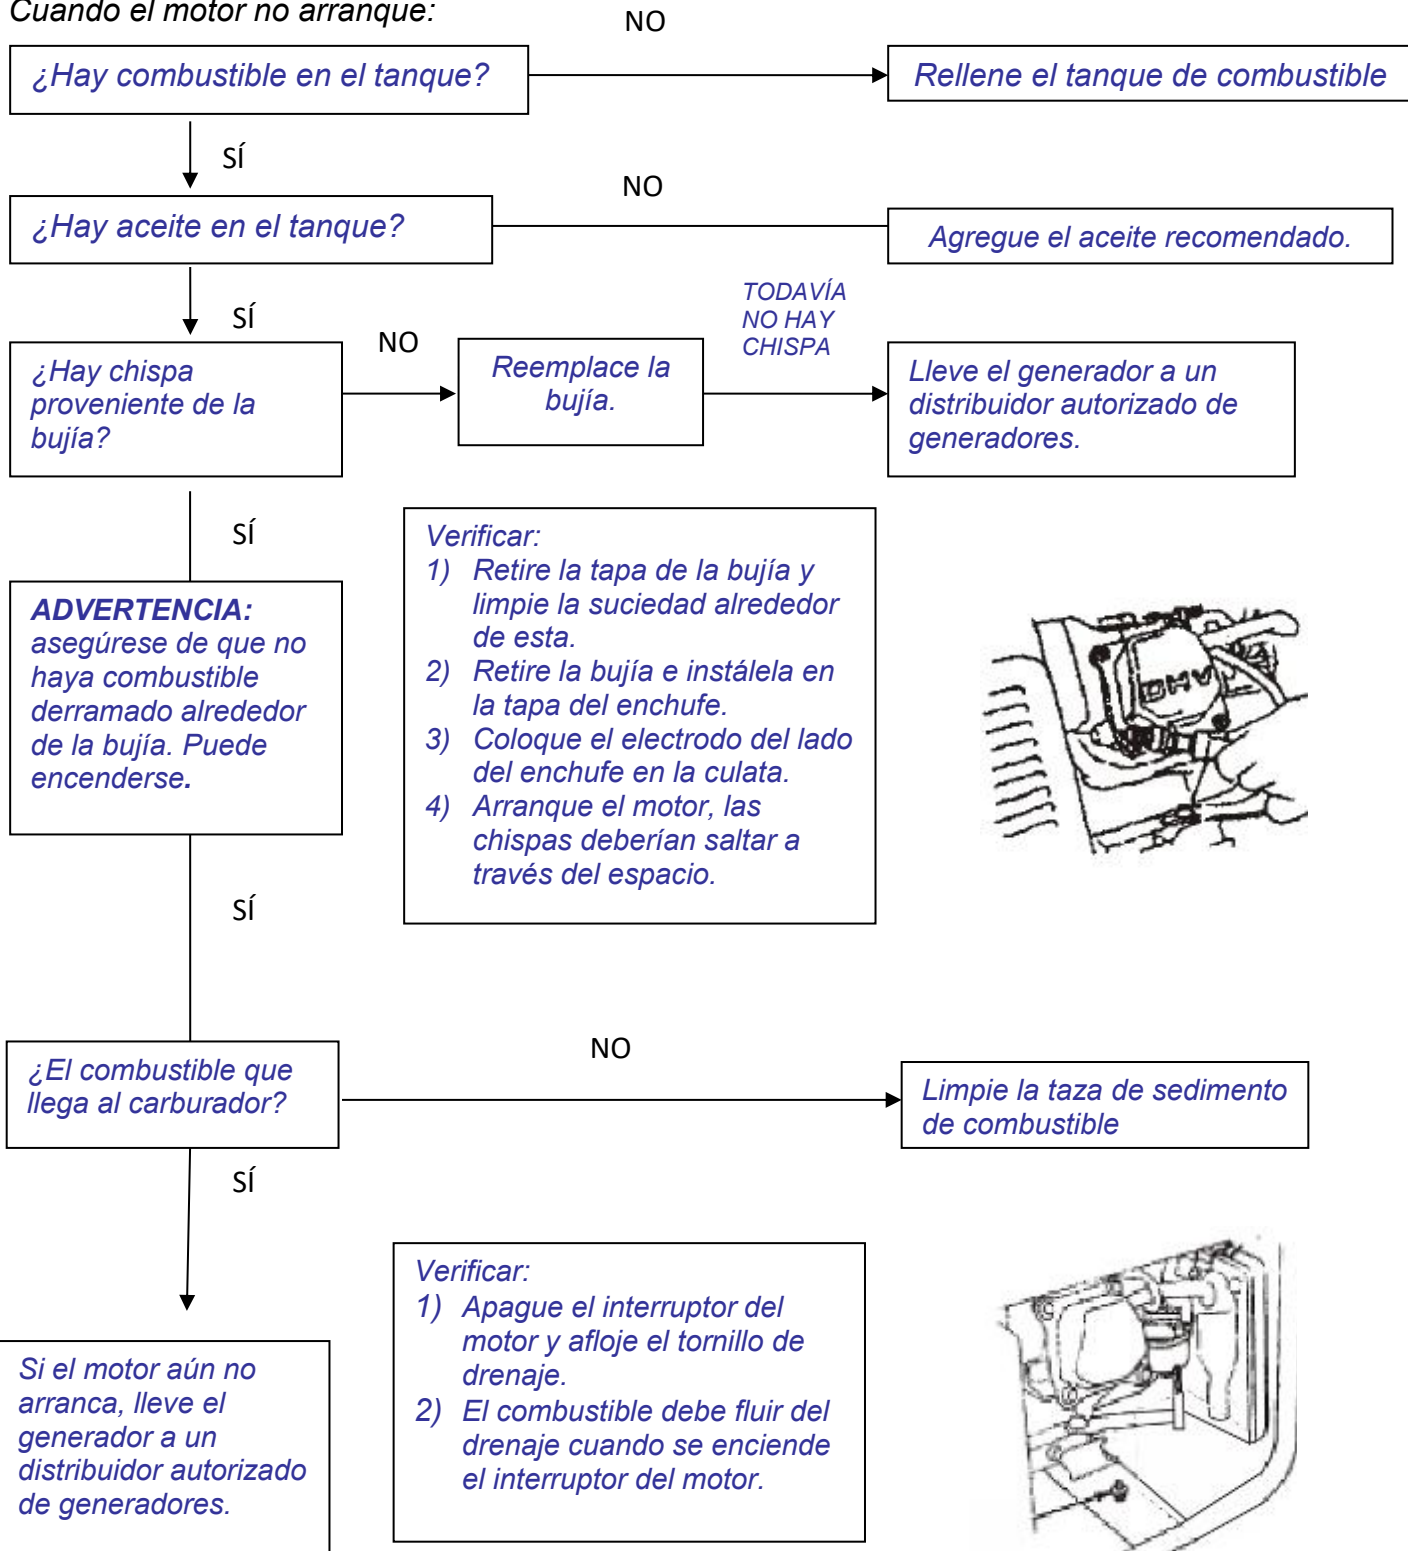 Cuando el motor no arranque:
NO
¿Hay combustible en el tanque?
Rellene el tanque de combustible
SÍ
NO
¿Hay aceite en el tanque?
Agregue el aceite recomendado.
SÍ
NO
TODAVÍA
NO HAY
CHISPA
¿Hay chispa
proveniente de la
bujía?
Reemplace la
bujía.
Lleve el generador a un
distribuidor autorizado de
generadores.
SÍ
ADVERTENCIA:
asegúrese de que no
haya combustible
derramado alrededor
de la bujía. Puede
encenderse.
Verificar:
1) Retire la tapa de la bujía y
limpie la suciedad alrededor
de esta.
2) Retire la bujía e instálela en
la tapa del enchufe.
3) Coloque el electrodo del lado
del enchufe en la culata.
4) Arranque el motor, las
chispas deberían saltar a
través del espacio.
OHV
SÍ
¿El combustible que
llega al carburador?
NO
Limpie la taza de sedimento
de combustible
SÍ
Si el motor aún no
arranca, lleve el
generador a un
distribuidor autorizado
de generadores.
Verificar:
1) Apague el interruptor del
motor y afloje el tornillo de
drenaje.
2) El combustible debe fluir del
drenaje cuando se enciende
el interruptor del motor.